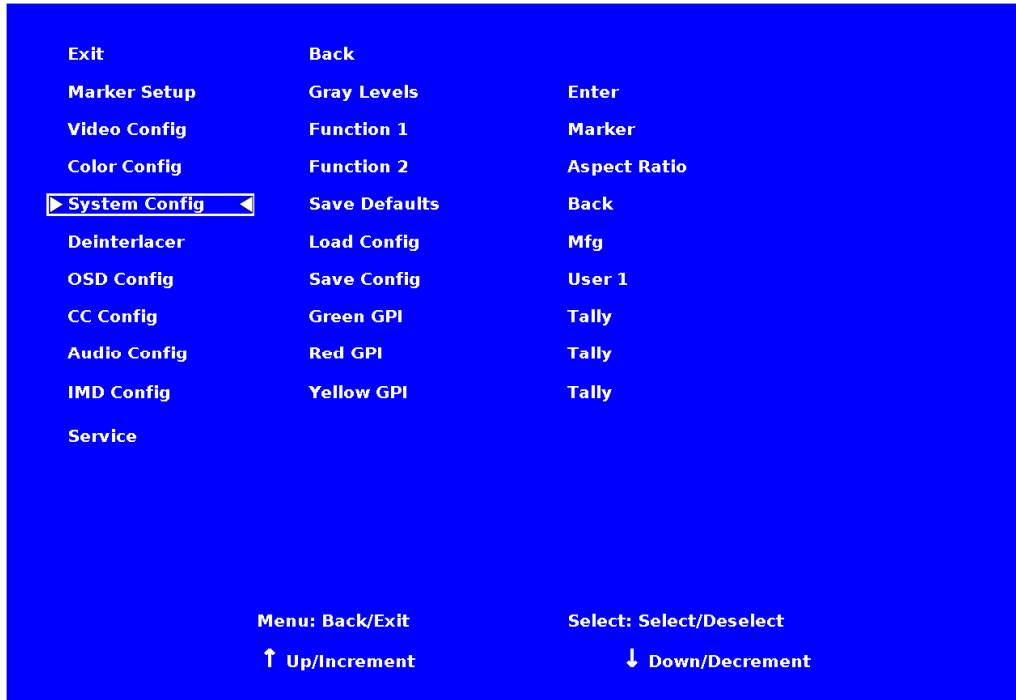 Exit Back
Marker Setup Gray Levels Enter
Video Config Function 1 Marker
Color Config Function 2 Aspect Ratio
System Config Save Defaults Back
Deinterlacer Load Config Mfg
OSD Config Save Config User 1
CC Config Green GPI Tally
Audio Config Red GPI Tally
IMD Config Yellow GPI Tally
Service
Menu: Back/Exit Select: Select/Deselect
↑ Up/Increment ↓ Down/Decrement